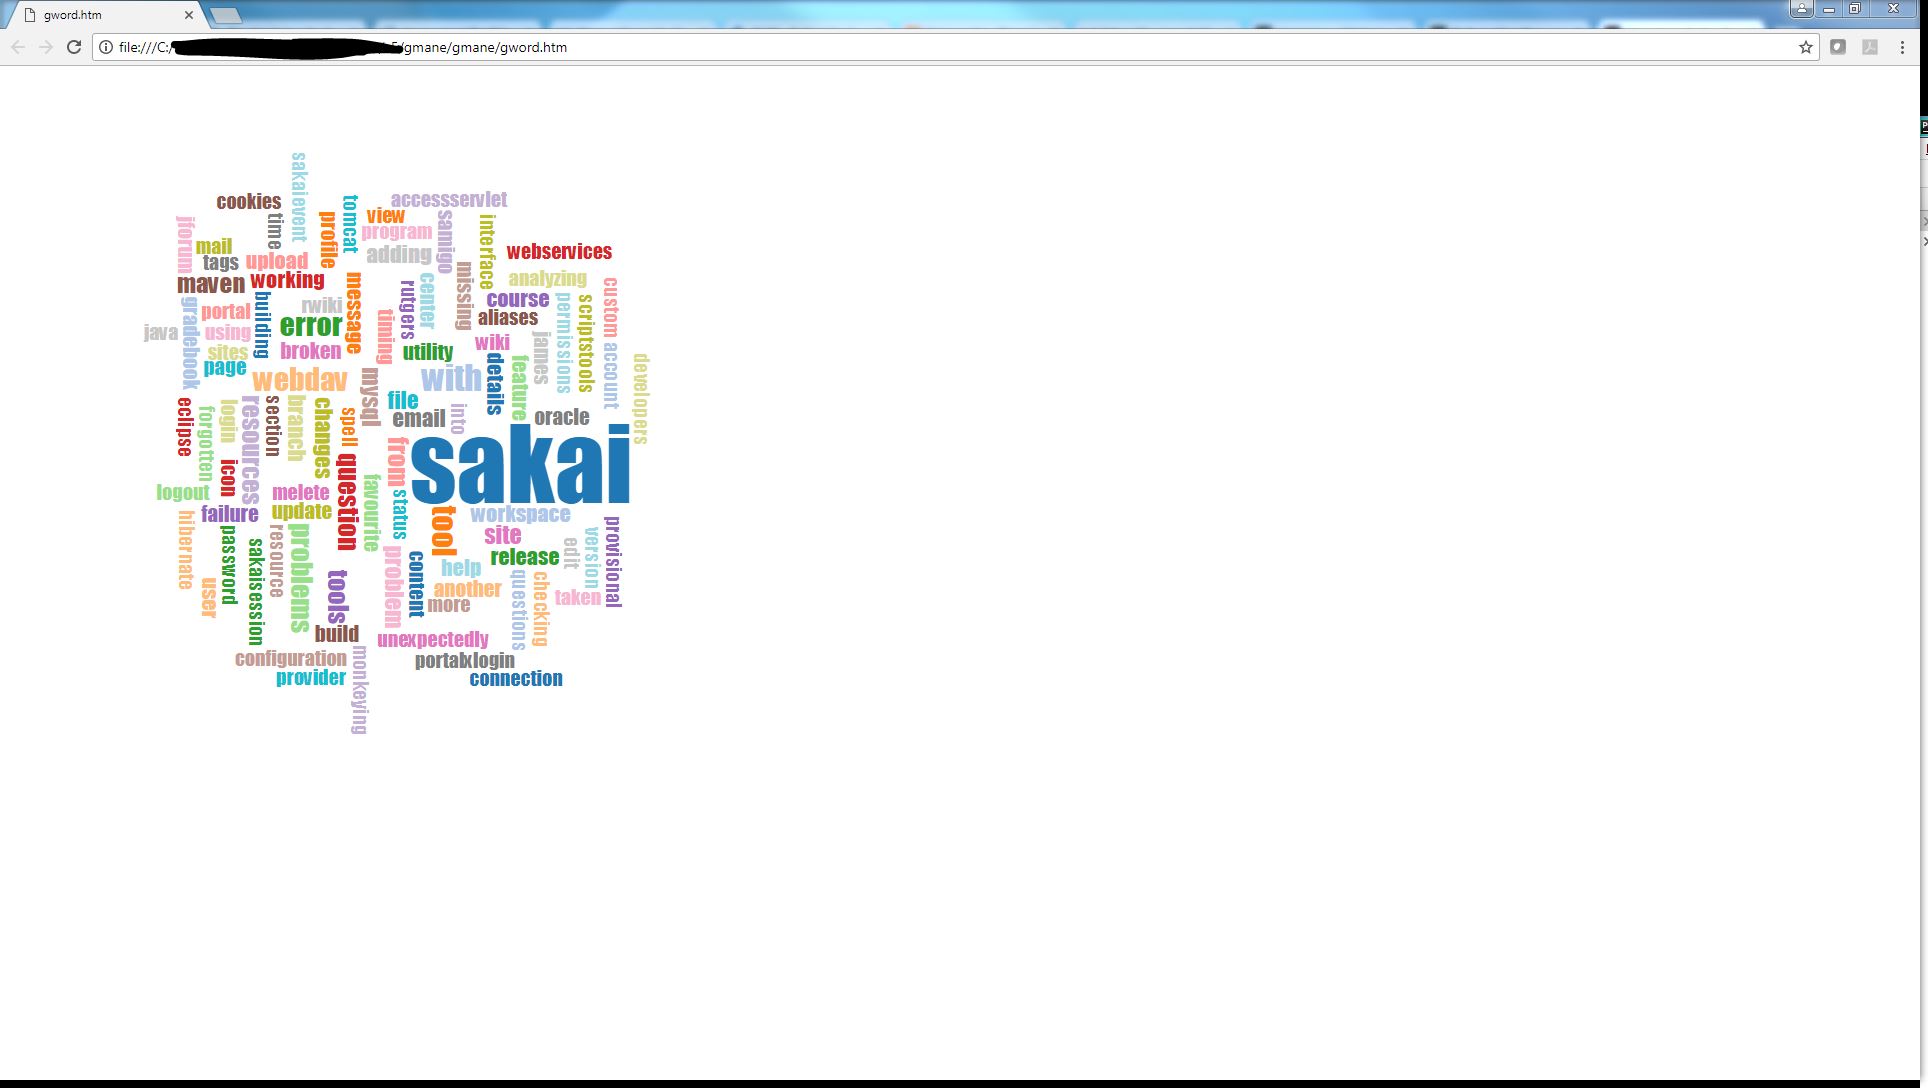 gword.htm
file:///C:/
/gmane/gmane/gword.htm
sakaievent
cookies
accessservlet
tomcat
view
time
profile
program
samigo
interface
jforum
mail
tags
upload
adding
webservices
maven
working
message
rutgers
center
missing
analyzing
custom
building
gradebook
portal
rwiki
course
permissions
scriptstools
java
using
error
timing
aliases
sites
broken
utility
wiki
james
account
page
webdav
mysql
with
details
feature
developers
eclipse
forgotten
login
resources
section
branch
changes
spell
file
email
into
oracle
icon
question
from
sakai
logout
melete
favourite
status
failure
update
tool
workspace
hibernate
password
sakaisession
resource
problems
problem
content
site
release
edit
version
provisional
user
tools
help
another
more
questions
checking
taken
build
unexpectedly
configuration
monkeying
portalxlogin
provider
connection